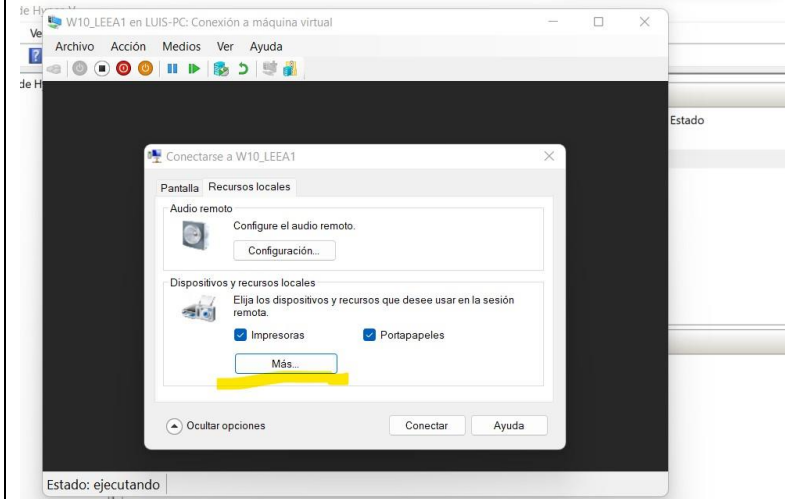 W10_LEEA1 en LUIS-PC: Conexión a máquina virtual
Ve
Archivo Acción Medios Ver Ayuda
de H
Estado
Conectarse a W10_LEEA1
Pantalla Recursos locales
Audio remoto
Configure el audio remoto.
Configuración...
Dispositivos y recursos locales
Elija los dispositivos y recursos que desee usar en la sesión
remota.
Impresoras Portapapeles
Más...
Ocultar opciones Conectar Ayuda
Estado: ejecutando